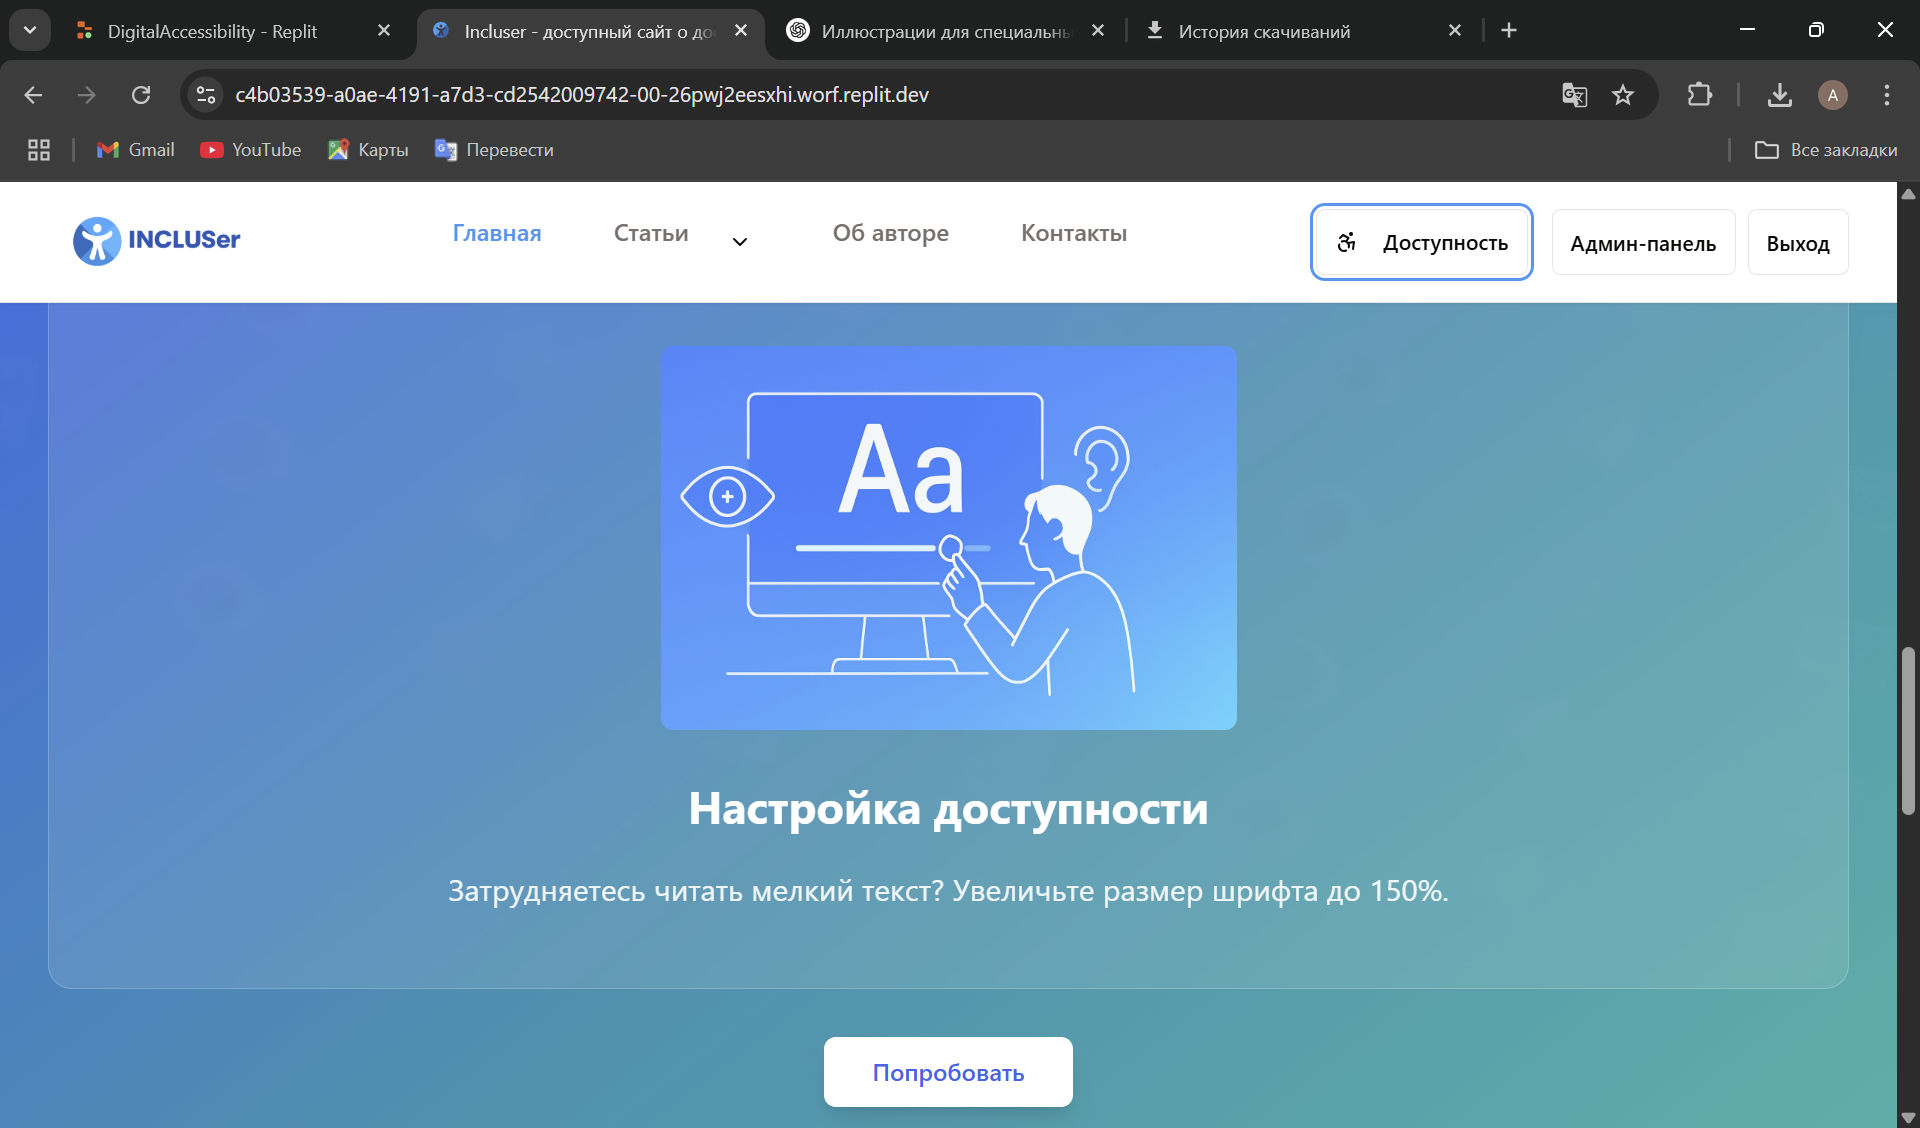 DigitalAccessibility - Replit
Incluser - доступный сайт о до
Иллюстрации для специальнь
История скачиваний
c4b03539-a0ae-4191-a7d3-cd2542009742-00-26pwj2eesxhi.worf.replit.dev
A
Gmail
YouTube
Карты
Перевести
Все закладки
INCLUSer
Главная
Статьи
Об авторе
Контакты
Доступность
Админ-панель
Выход
Aa
Настройка доступности
Затрудняетесь читать мелкий текст? Увеличьте размер шрифта до 150%.
Попробовать